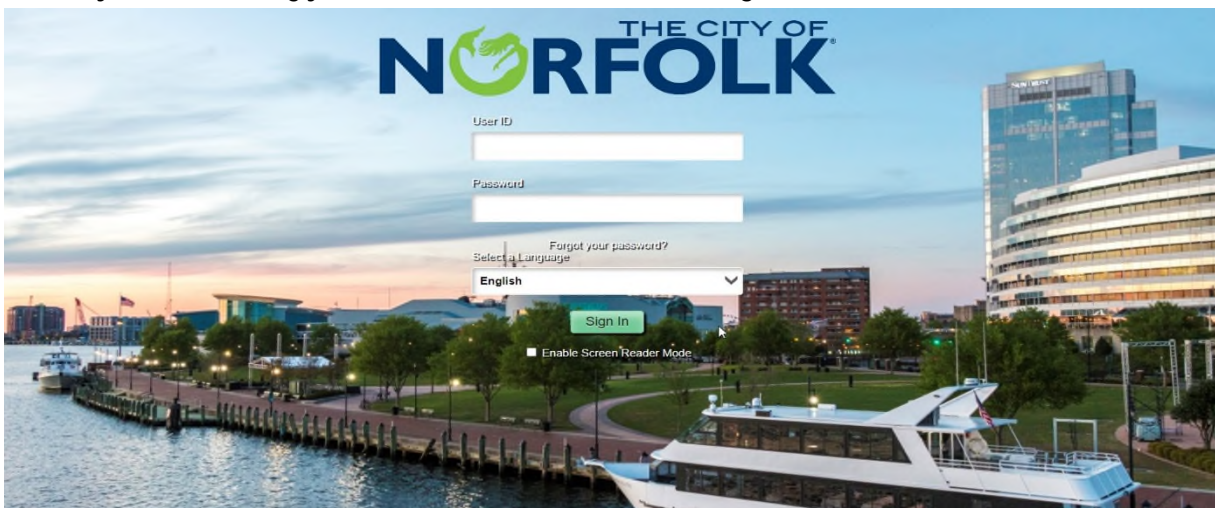 THE CITY OF
NORFOLK®
User ID
Password
Forgot your password?
Select a Language
English
Sign In
Enable Screen Reader Mode
SUNTRUST